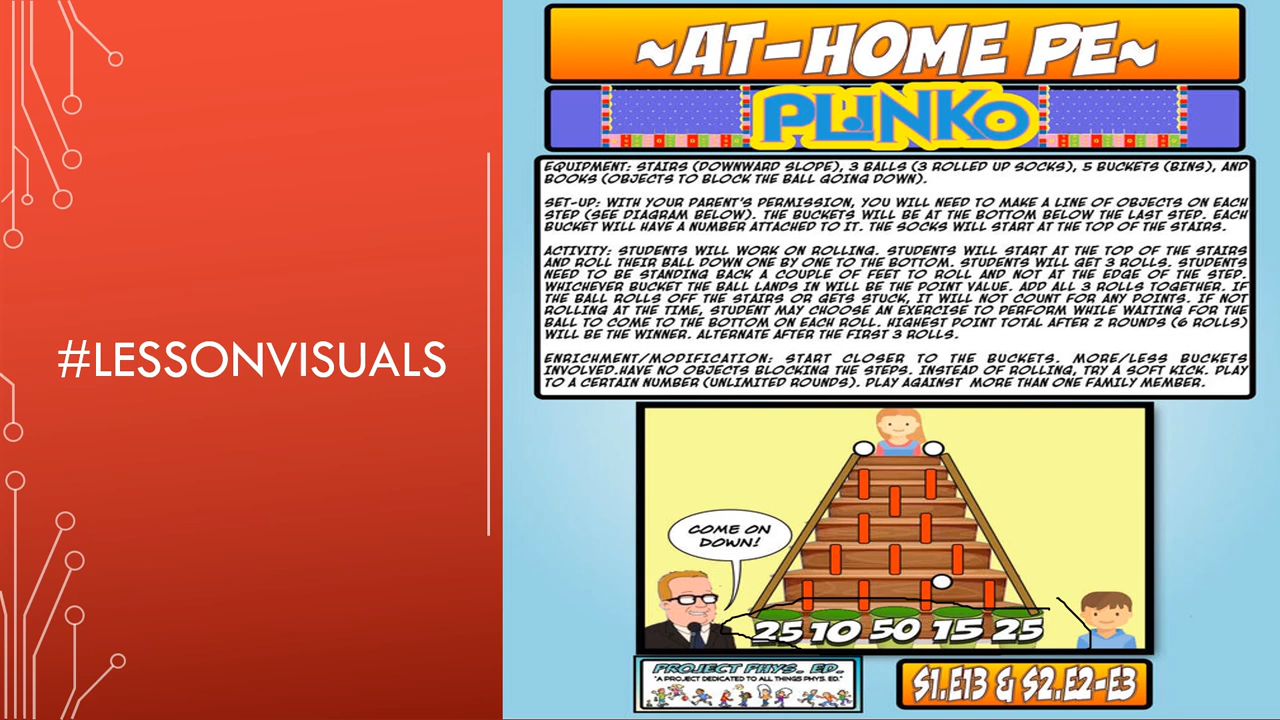 #LESSONVISUALS
~AT-HOME PE~
PLINKO
EQUIPMENT: STAIRS (DOWNWARD SLOPE), 3 BALLS (3 ROLLED UP SOCKS), 5 BUCKETS (BINS), AND
BOOKS (OBJECTS TO BLOCK THE BALL GOING DOWN).
SET-UP: WITH YOUR PARENT'S PERMISSION, YOU WILL NEED TO MAKE A LINE OF OBJECTS ON EACH
STEP (SEE DIAGRAM BELOW). THE BUCKETS WILL BE AT THE BOTTOM BELOW THE LAST STEP. EACH
BUCKET WILL HAVE A NUMBER ATTACHED TO IT. THE SOCKS WILL START AT THE TOP OF THE STAIRS.
ACTIVITY: STUDENTS WILL WORK ON ROLLING. STUDENTS WILL START AT THE TOP OF THE STAIRS
AND ROLL THEIR BALL DOWN ONE BY ONE TO THE BOTTOM. STUDENTS WILL GET 3 ROLLS. STUDENTS
NEED TO BE STANDING BACK A COUPLE OF FEET TO ROLL AND NOT AT THE EDGE OF THE STEP.
WHICHEVER BUCKET THE BALL LANDS IN WILL BE THE POINT VALUE. ADD ALL 3 ROLLS TOGETHER. IF
THE BALL ROLLS OFF THE STAIRS OR GETS STUCK, IT WILL NOT COUNT FOR ANY POINTS. IF NOT
ROLLING AT THE TIME, STUDENT MAY CHOOSE AN EXERCISE TO PERFORM WHILE WAITING FOR THE
BALL TO COME TO THE BOTTOM ON EACH ROLL. HIGHEST POINT TOTAL AFTER 2 ROUNDS (6 ROLLS)
WILL BE THE WINNER. ALTERNATE AFTER THE FIRST 3 ROLLS.
ENRICHMENT/MODIFICATION: START CLOSER TO THE BUCKETS. MORE/LESS BUCKETS
INVOLVED.HAVE NO OBJECTS BLOCKING THE STEPS. INSTEAD OF ROLLING, TRY A SOFT KICK. PLAY
TO A CERTAIN NUMBER (UNLIMITED ROUNDS). PLAY AGAINST MORE THAN ONE FAMILY MEMBER.
COME ON
DOWN!
25 10 50 15 25
PROJECT PHYS. ED.
"A PROJECT DEDICATED TO ALL THINGS PHYS. ED."
S1.E13 & S2.E2-E3